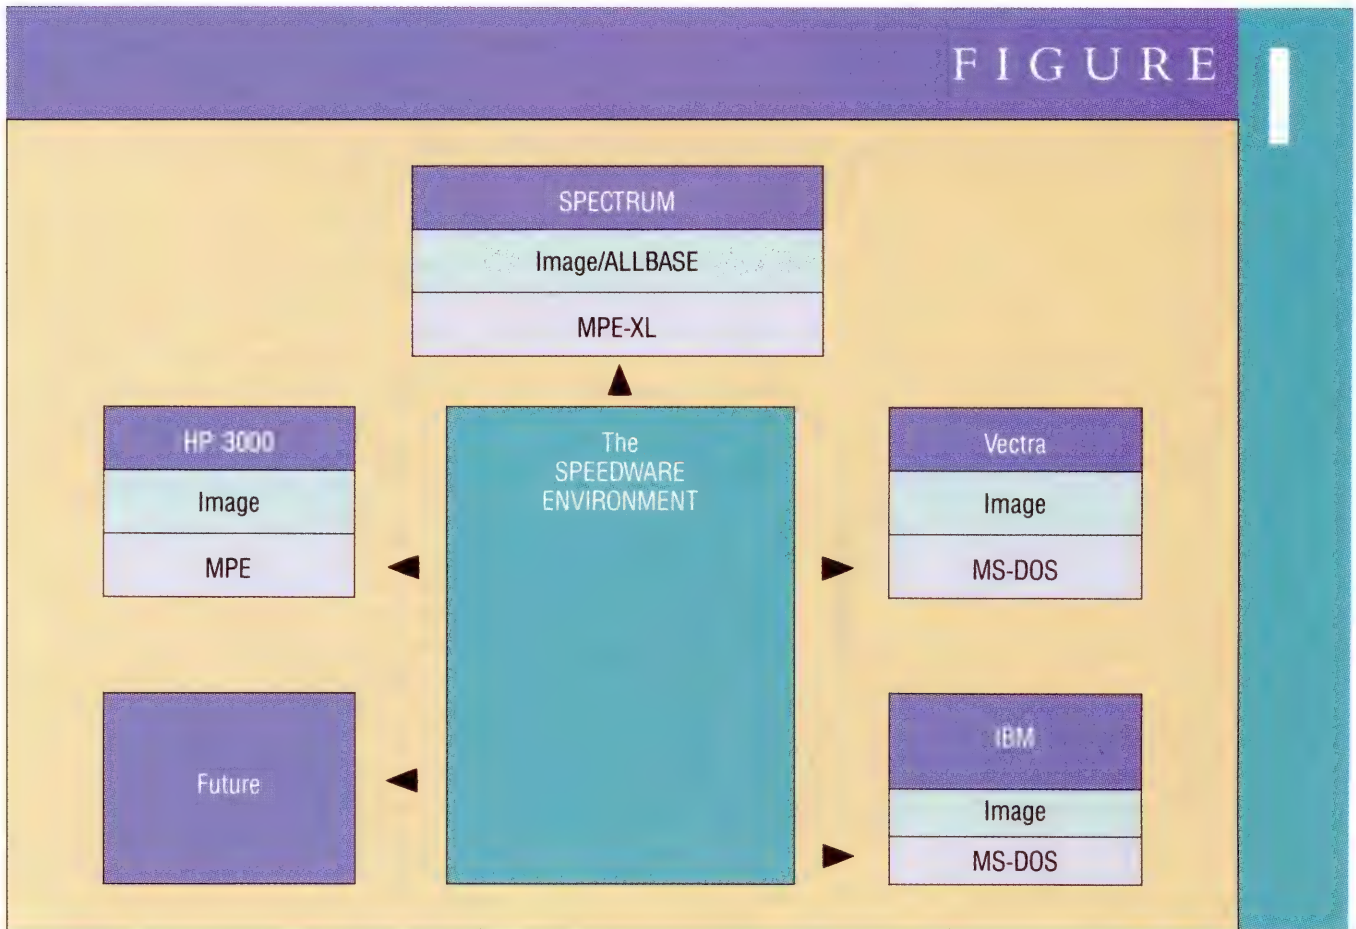 FIGURE 1
SPECTRUM
Image/ALLBASE
MPE-XL
HP 3000
Image
MPE
The
SPEEDWARE
ENVIRONMENT
Vectra
Image
MS-DOS
Future
IBM
Image
MS-DOS